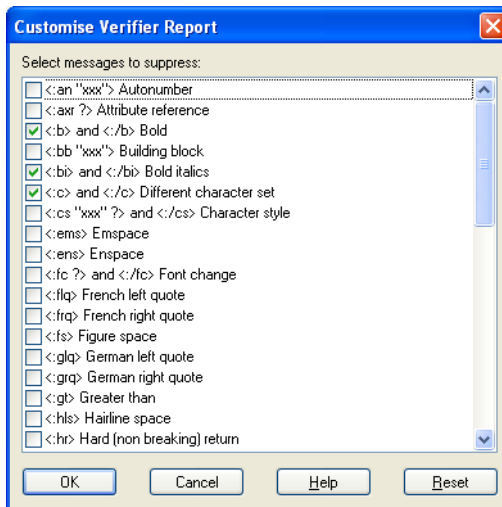 Customise Verifier Report
Select messages to suppress:
<:an "xxx"> Autonumber
<:axr ?> Attribute reference
<:b> and <:/b> Bold
<:bb "xxx"> Building block
<:bi> and <:/bi> Bold italics
<:c> and <:/c> Different character set
<:cs "xxx" ?> and <:/cs> Character style
<:ems> Emspace
<:ens> Enspace
<:fc ?> and <:/fc> Font change
<:flq> French left quote
<:frq> French right quote
<:fs> Figure space
<:glq> German left quote
<:grq> German right quote
<:gt> Greater than
<:hls> Hairline space
<:hr> Hard (non breaking) return
OK Cancel Help Reset